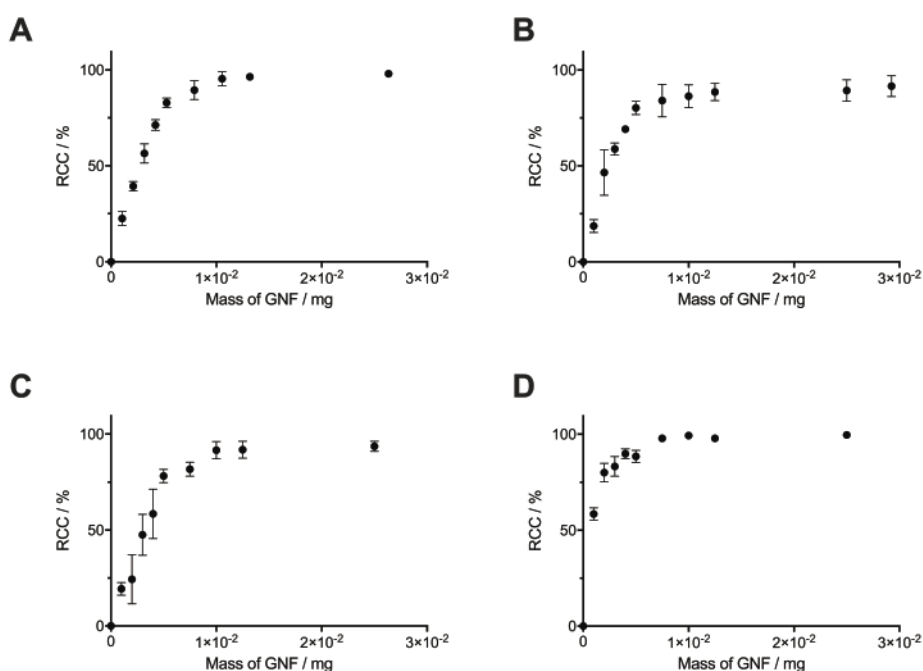 A
RCC / %
100
50
0
0
1×10⁻²
2×10⁻²
3×10⁻²
Mass of GNF / mg
B
RCC / %
100
50
0
0
1×10⁻²
2×10⁻²
3×10⁻²
Mass of GNF / mg
C
RCC / %
100
50
0
0
1×10⁻²
2×10⁻²
3×10⁻²
Mass of GNF / mg
D
RCC / %
100
50
0
0
1×10⁻²
2×10⁻²
3×10⁻²
Mass of GNF / mg